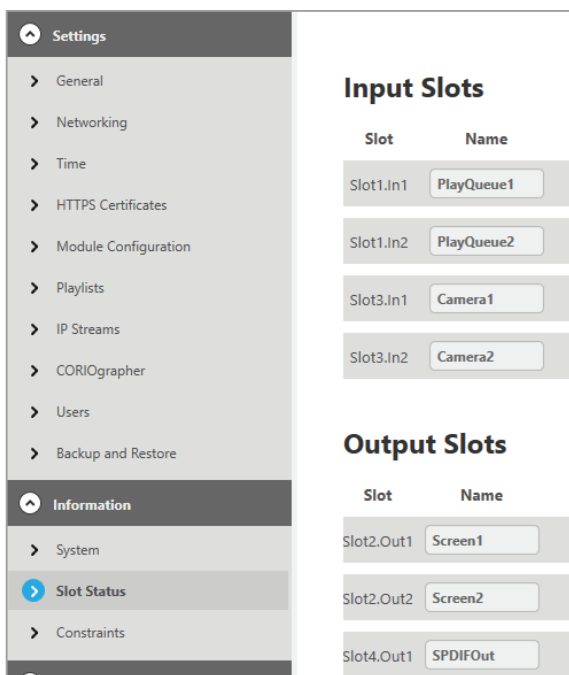 Settings
General
Networking
Time
HTTPS Certificates
Module Configuration
Playlists
IP Streams
CORIOgrapher
Users
Backup and Restore
Information
System
Slot Status
Constraints
Input Slots
Slot Name
Slot1.In1 PlayQueue1
Slot1.In2 PlayQueue2
Slot3.In1 Camera1
Slot3.In2 Camera2
Output Slots
Slot Name
Slot2.Out1 Screen1
Slot2.Out2 Screen2
Slot4.Out1 SPDIFOut